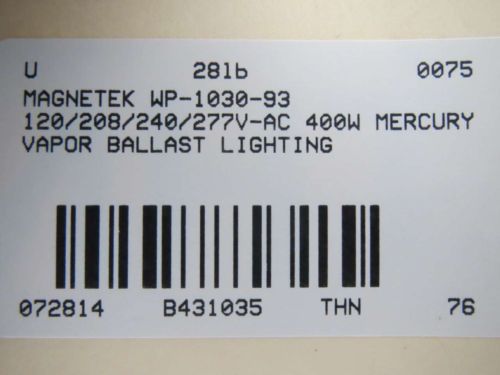 U 28lb 0075
MAGNETEK WP-1030-93
120/208/240/277V-AC 400W MERCURY
VAPOR BALLAST LIGHTING
072814 B431035 THN 76